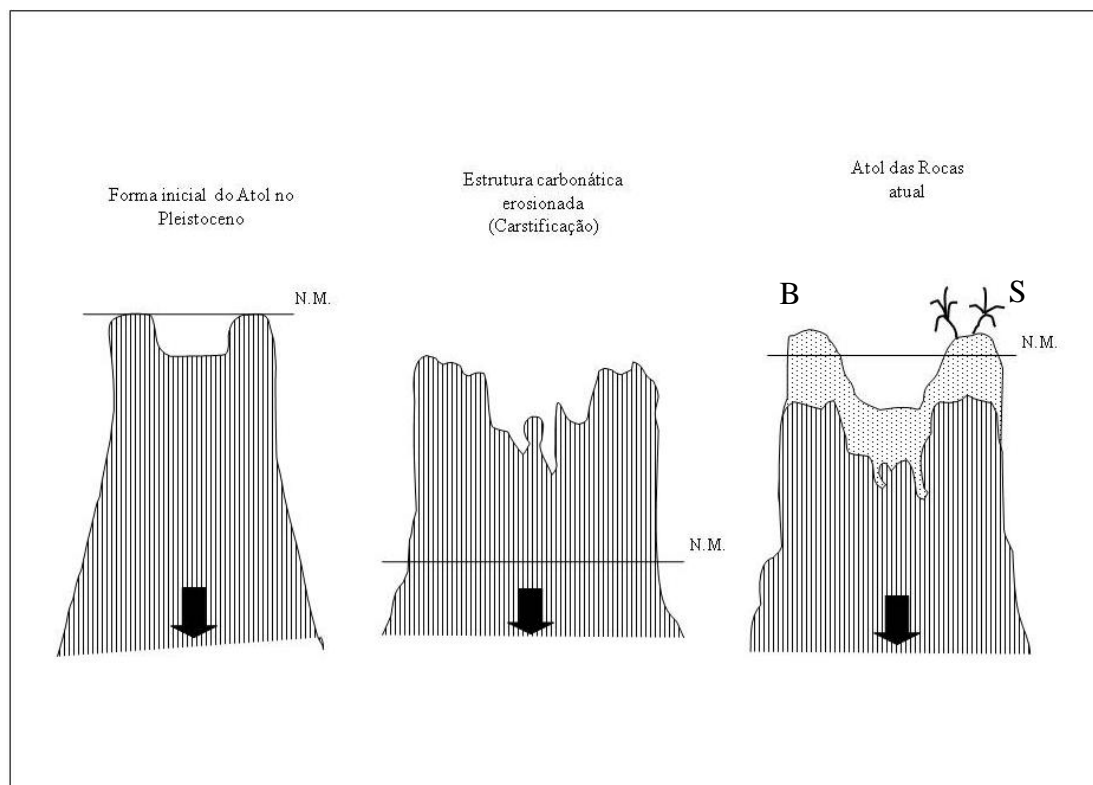 Forma inicial do Atol no
Pleistoceno
N.M.
Estrutura carbonática
erosionada
(Carstificação)
N.M.
Atol das Rocas
atual
B
S
N.M.